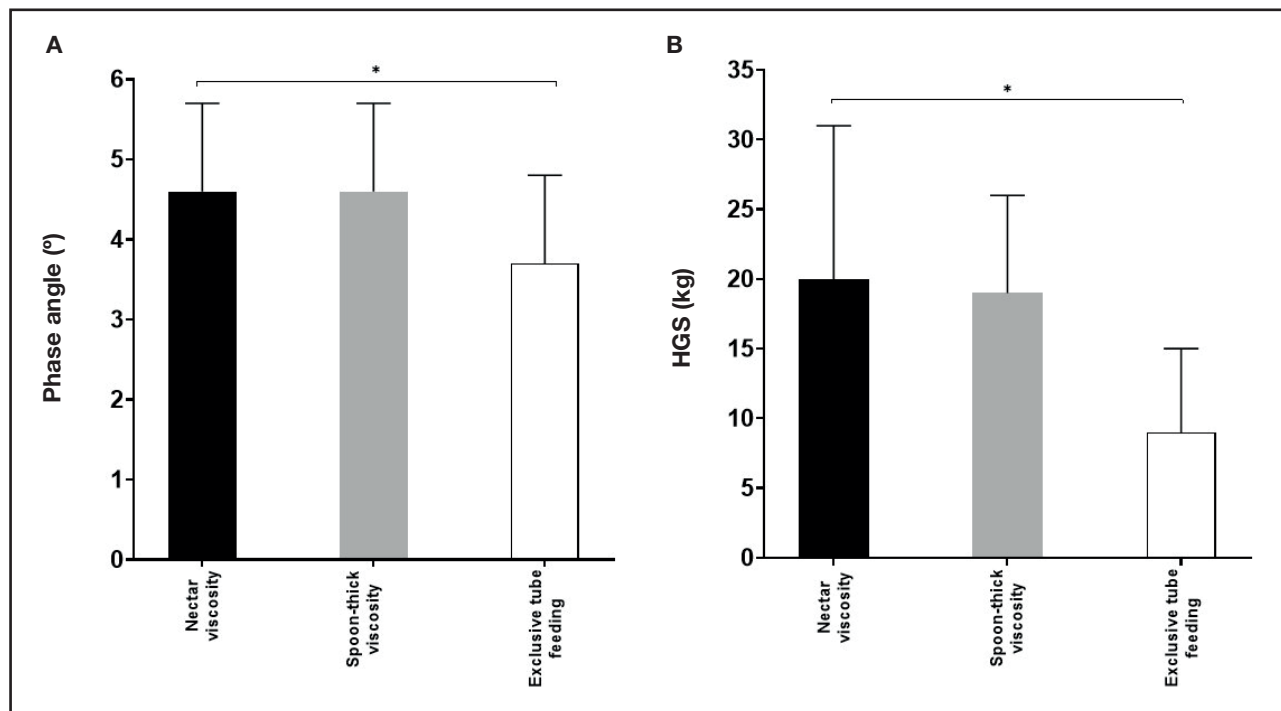 A
*
6
5
4
3
2
1
0
Phase angle (º)
Nectar
viscosity
Spoon-thick
viscosity
Exclusive tube
feeding
B
*
35
30
25
20
15
10
5
0
HGS (kg)
Nectar
viscosity
Spoon-thick
viscosity
Exclusive tube
feeding